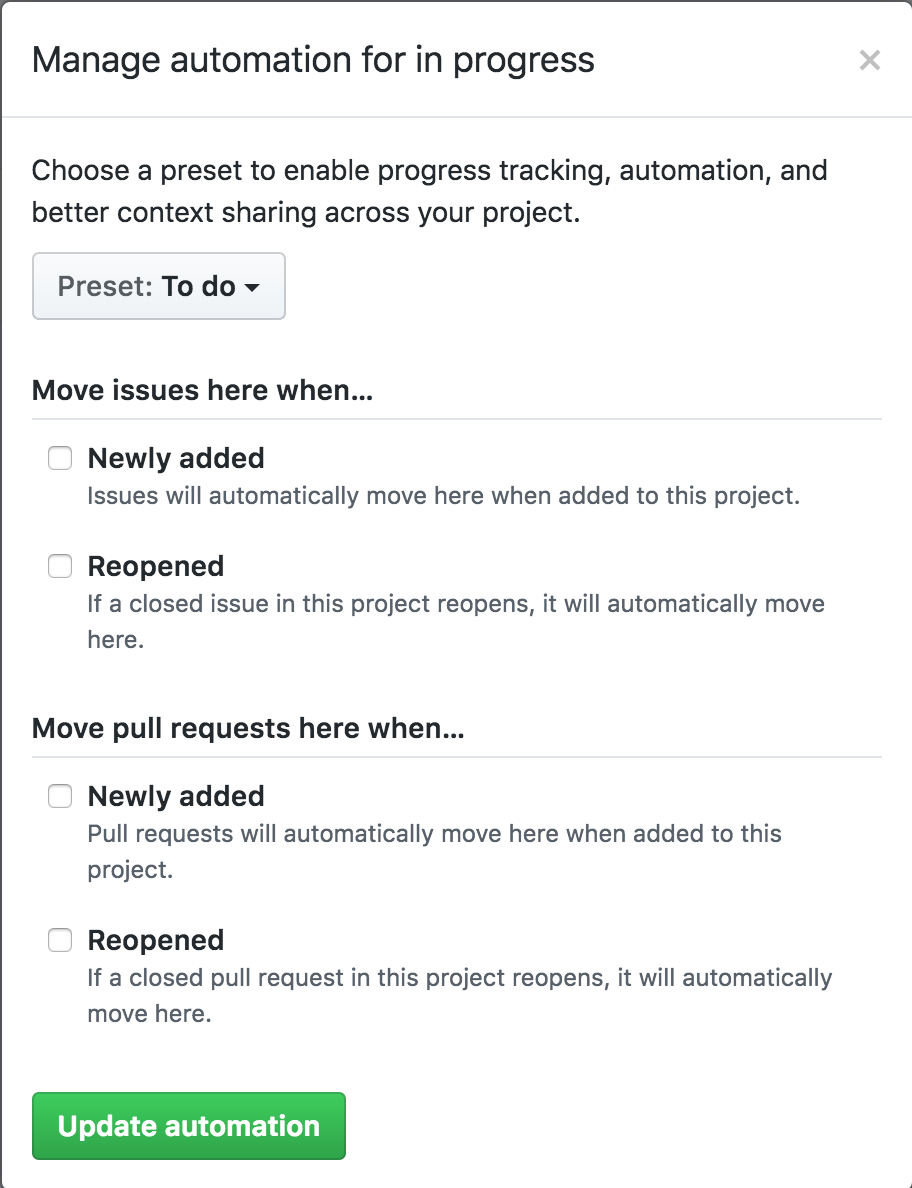 Manage automation for in progress
Choose a preset to enable progress tracking, automation, and
better context sharing across your project.
Preset: To do
Move issues here when...
Newly added
Issues will automatically move here when added to this project.
Reopened
If a closed issue in this project reopens, it will automatically move
here.
Move pull requests here when...
Newly added
Pull requests will automatically move here when added to this
project.
Reopened
If a closed pull request in this project reopens, it will automatically
move here.
Update automation